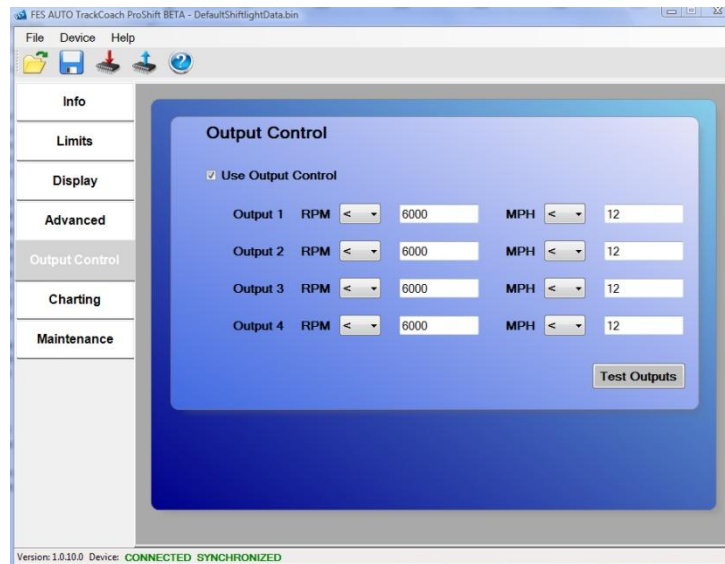 FES AUTO TrackCoach ProShift BETA - DefaultShiftlightData.bin
File Device Help
Info
Limits
Display
Advanced
Output Control
Charting
Maintenance
Output Control
Use Output Control
Output 1 RPM < 6000 MPH < 12
Output 2 RPM < 6000 MPH < 12
Output 3 RPM < 6000 MPH < 12
Output 4 RPM < 6000 MPH < 12
Test Outputs
Version: 1.0.10.0 Device: CONNECTED SYNCHRONIZED